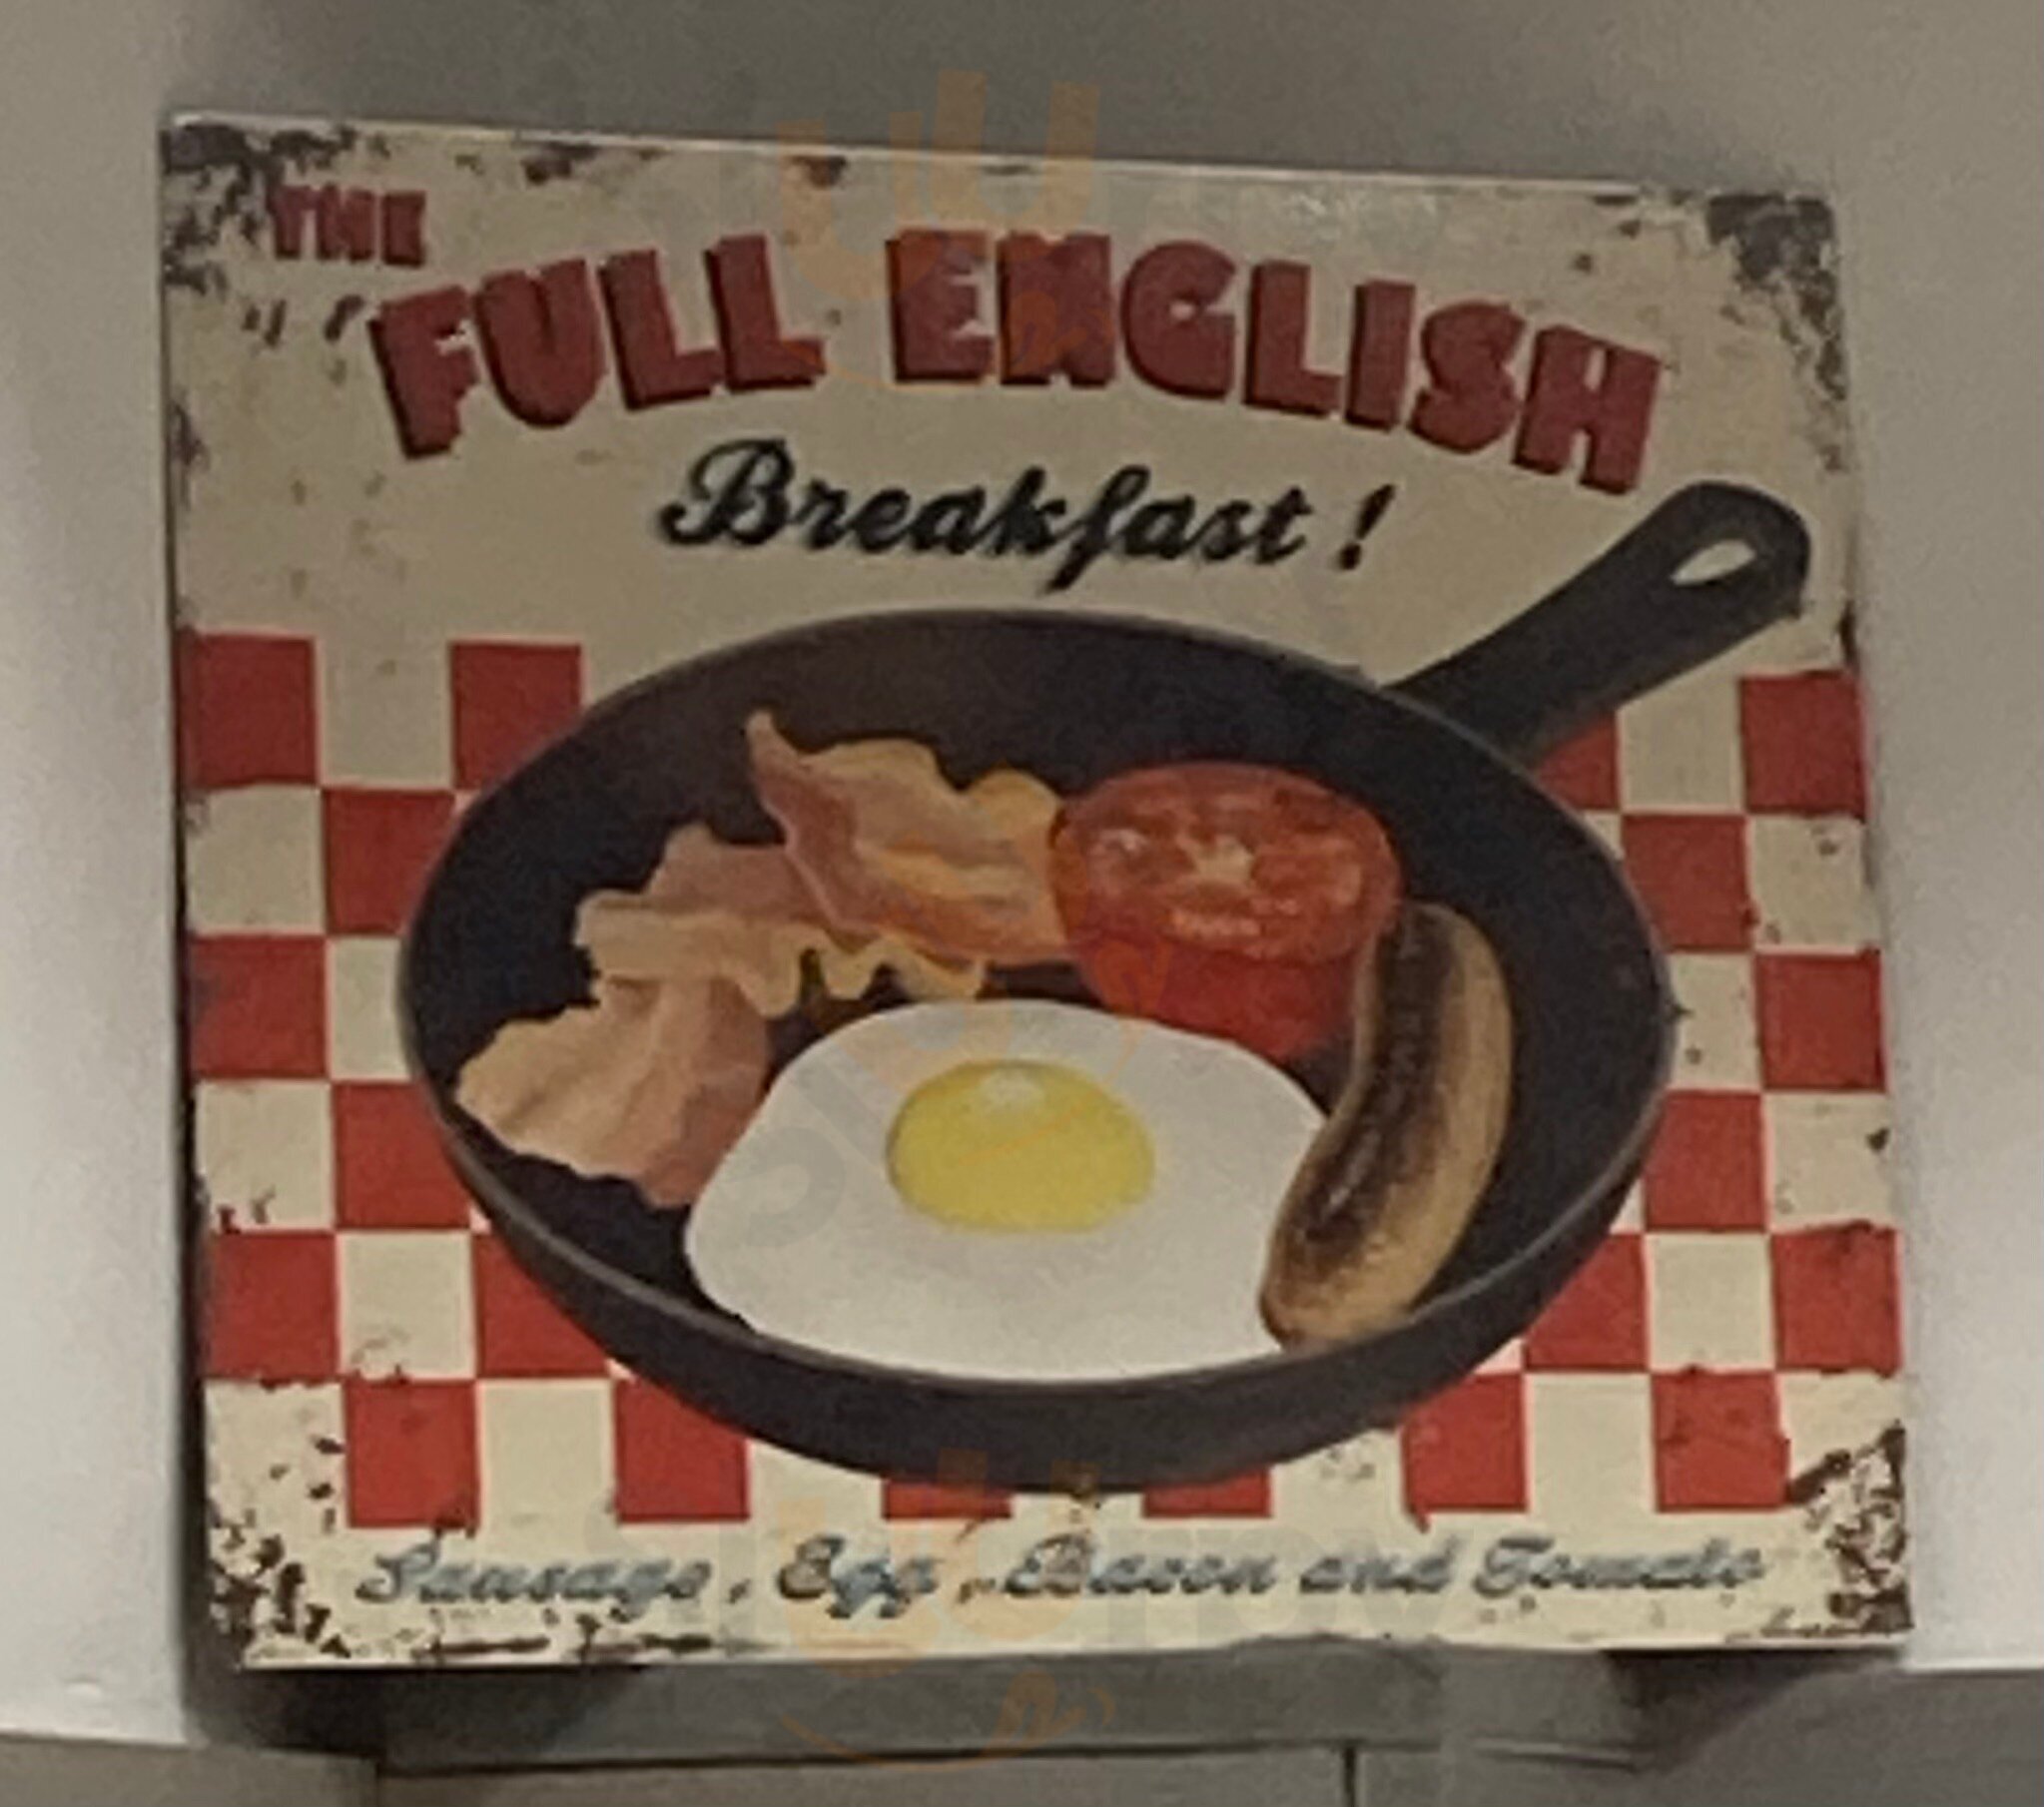 THE
FULL ENGLISH
Breakfast !
Sausage, Egg, Bacon and Tomato